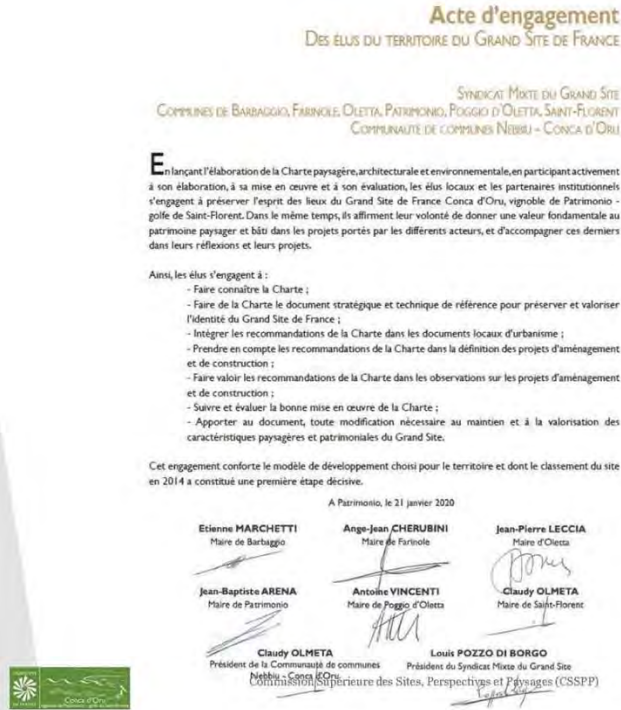 Acte d'engagement
DES ÉLUS DU TERRITOIRE DU GRAND SITE DE FRANCE
SYNDICAT MIXTE DU GRAND SITE
COMMUNES DE BARBAGGIO, FARINOLE, OLETTA, PATRIMONIO, POGGIO D'OLETTA, SAINT-FLORENT
COMMUNAUTÉ DE COMMUNES NEBBIU - CONCA D'ORU
En lançant l'élaboration de la Charte paysagère, architecturale et environnementale, en participant activement
à son élaboration, à sa mise en œuvre et à son évaluation, les élus locaux et les partenaires institutionnels
s'engagent à préserver l'esprit des lieux du Grand Site de France Conca d'Oru, vignoble de Patrimonio -
golfe de Saint-Florent. Dans le même temps, ils affirment leur volonté de donner une valeur fondamentale au
patrimoine paysager et bâti dans les projets portés par les différents acteurs, et d'accompagner ces derniers
dans leurs réflexions et leurs projets.
Ainsi, les élus s'engagent à :
- Faire connaître la Charte ;
- Faire de la Charte le document stratégique et technique de référence pour préserver et valoriser
l'identité du Grand Site de France ;
- Intégrer les recommandations de la Charte dans les documents locaux d'urbanisme ;
- Prendre en compte les recommandations de la Charte dans la définition des projets d'aménagement
et de construction ;
- Faire valoir les recommandations de la Charte dans les observations sur les projets d'aménagement
et de construction ;
- Suivre et évaluer la bonne mise en œuvre de la Charte ;
- Apporter au document, toute modification nécessaire au maintien et à la valorisation des
caractéristiques paysagères et patrimoniales du Grand Site.
Cet engagement conforte le modèle de développement choisi pour le territoire et dont le classement du site
en 2014 a constitué une première étape décisive.
A Patrimonio, le 21 janvier 2020
Etienne MARCHETTI Ange-Jean CHERUBINI Jean-Pierre LECCIA
Maire de Barbaggio Maire de Farinole Maire d'Oletta
Jean-Baptiste ARENA Antoine VINCENTI Claudy OLMETA
Maire de Patrimonio Maire de Poggio d'Oletta Maire de Saint-Florent
Claudy OLMETA Louis POZZO DI BORGO
Président de la Communauté de communes Président du Syndicat Mixte du Grand Site
Nebbiu - Conca d'Oru
Commission Supérieure des Sites, Perspectives et Paysages (CSSPP)
Conca d'Oru